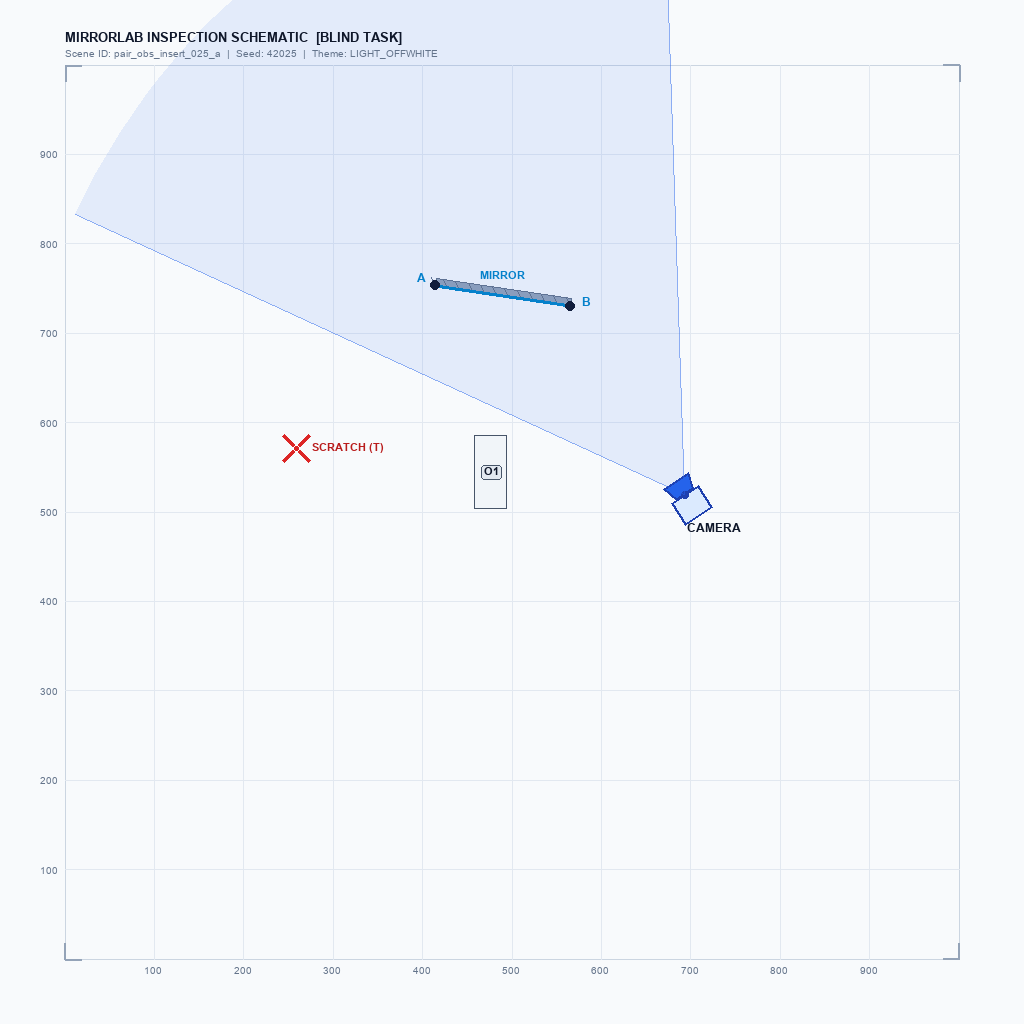 MIRRORLAB INSPECTION SCHEMATIC [BLIND TASK]
Scene ID: pair_obs_insert_025_a | Seed: 42025 | Theme: LIGHT_OFFWHITE
900
800
700
600
500
400
300
200
100
A
MIRROR
B
SCRATCH (T)
O1
CAMERA
100 200 300 400 500 600 700 800 900